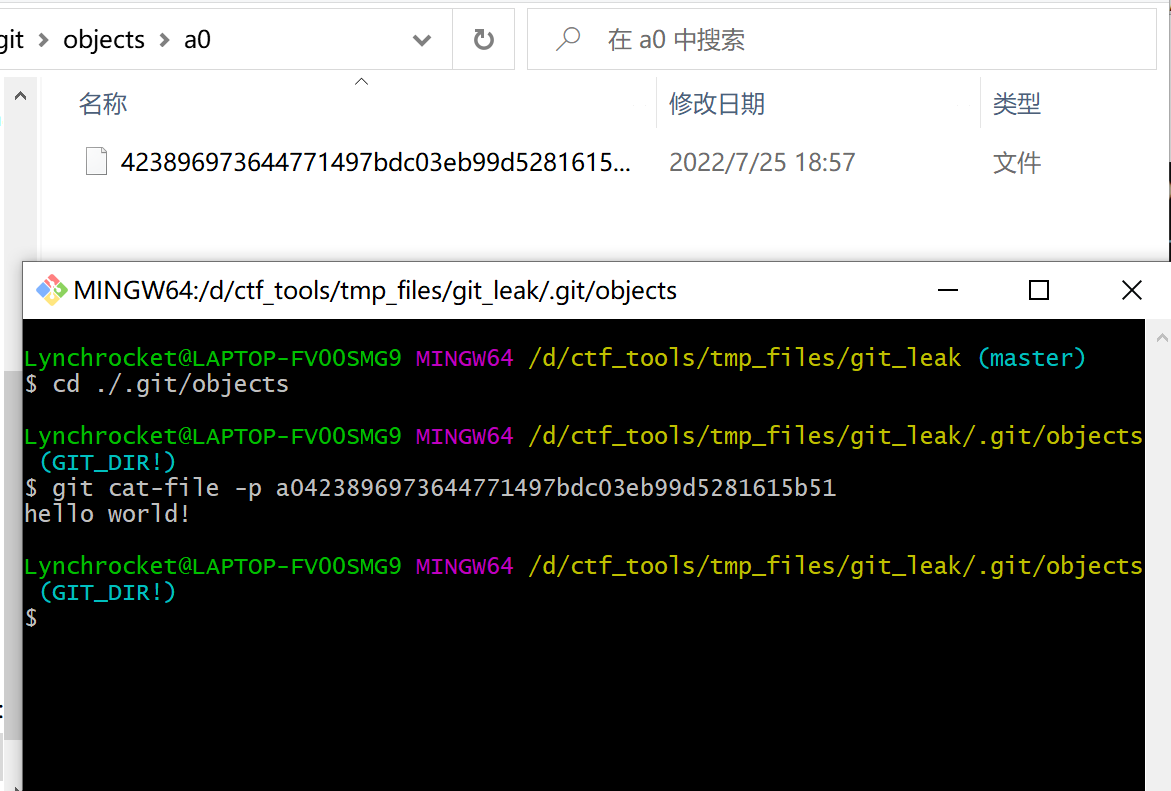 git > objects > a0
在 a0 中搜索
名称 修改日期 类型
423896973644771497bdc03eb99d5281615... 2022/7/25 18:57 文件
MINGW64:/d/ctf_tools/tmp_files/git_leak/.git/objects
Lynchrocket@LAPTOP-FVO0SMG9 MINGW64 /d/ctf_tools/tmp_files/git_leak (master)
$ cd ./.git/objects
Lynchrocket@LAPTOP-FVO0SMG9 MINGW64 /d/ctf_tools/tmp_files/git_leak/.git/objects
(GIT_DIR!)
$ git cat-file -p a0423896973644771497bdc03eb99d5281615b51
hello world!
Lynchrocket@LAPTOP-FVO0SMG9 MINGW64 /d/ctf_tools/tmp_files/git_leak/.git/objects
(GIT_DIR!)
$